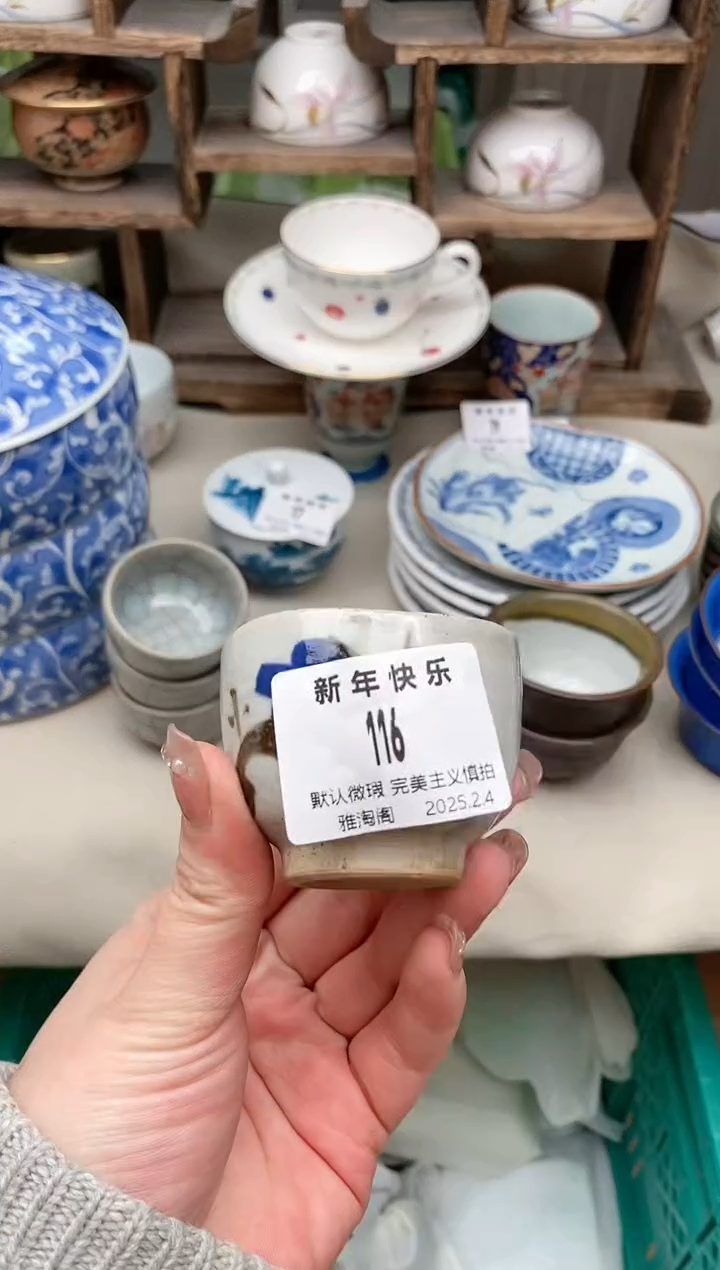 新年快乐
116
默认微瑕 完美主义慎拍
雅淘阁 2025.2.4